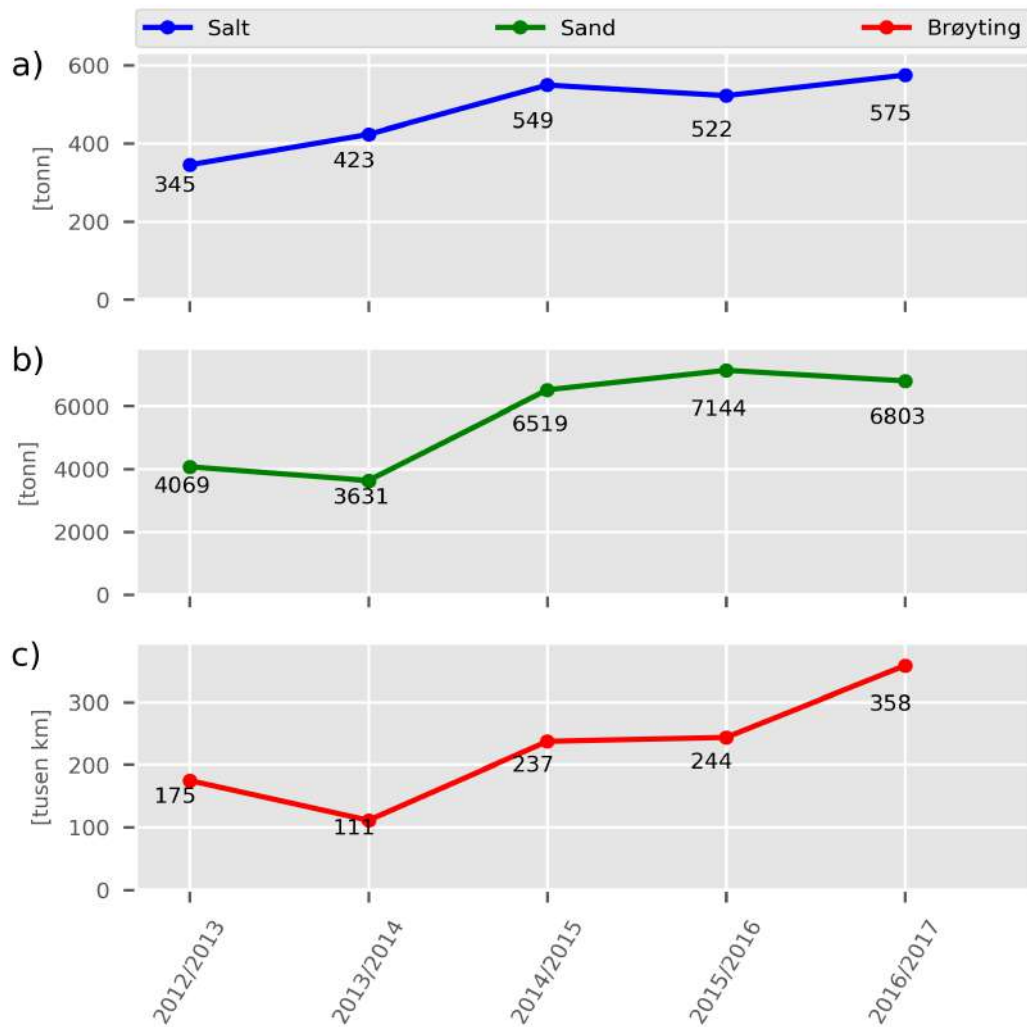 Salt Sand Brøyting
a)
600
400
200
0
[tonn]
345 423 549 522 575
b)
6000
4000
2000
0
[tonn]
4069 3631 6519 7144 6803
c)
300
200
100
0
[tusen km]
175 111 237 244 358
2012/2013 2013/2014 2014/2015 2015/2016 2016/2017